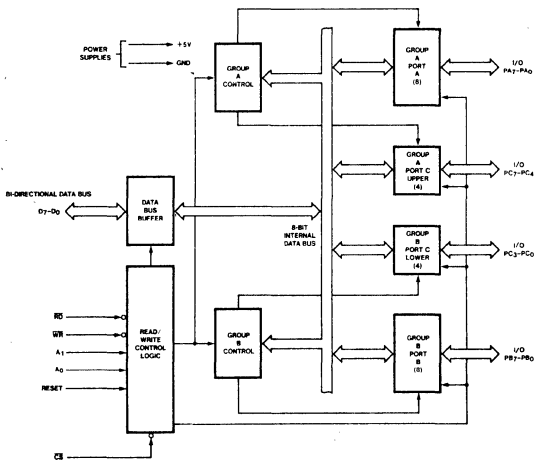 POWER
SUPPLIES
+5V
GND
GROUP
A
CONTROL
GROUP
A
PORT
A
(8)
I/O
PA7-PA0
GROUP
A
PORT C
UPPER
(4)
I/O
PC7-PC4
BI-DIRECTIONAL DATA BUS
D7-D0
DATA
BUS
BUFFER
8-BIT
INTERNAL
DATA BUS
GROUP
B
PORT C
LOWER
(4)
I/O
PC3-PC0
RD
WR
A1
A0
RESET
READ/
WRITE
CONTROL
LOGIC
GROUP
B
CONTROL
GROUP
B
PORT
B
(8)
I/O
PB7-PB0
CS